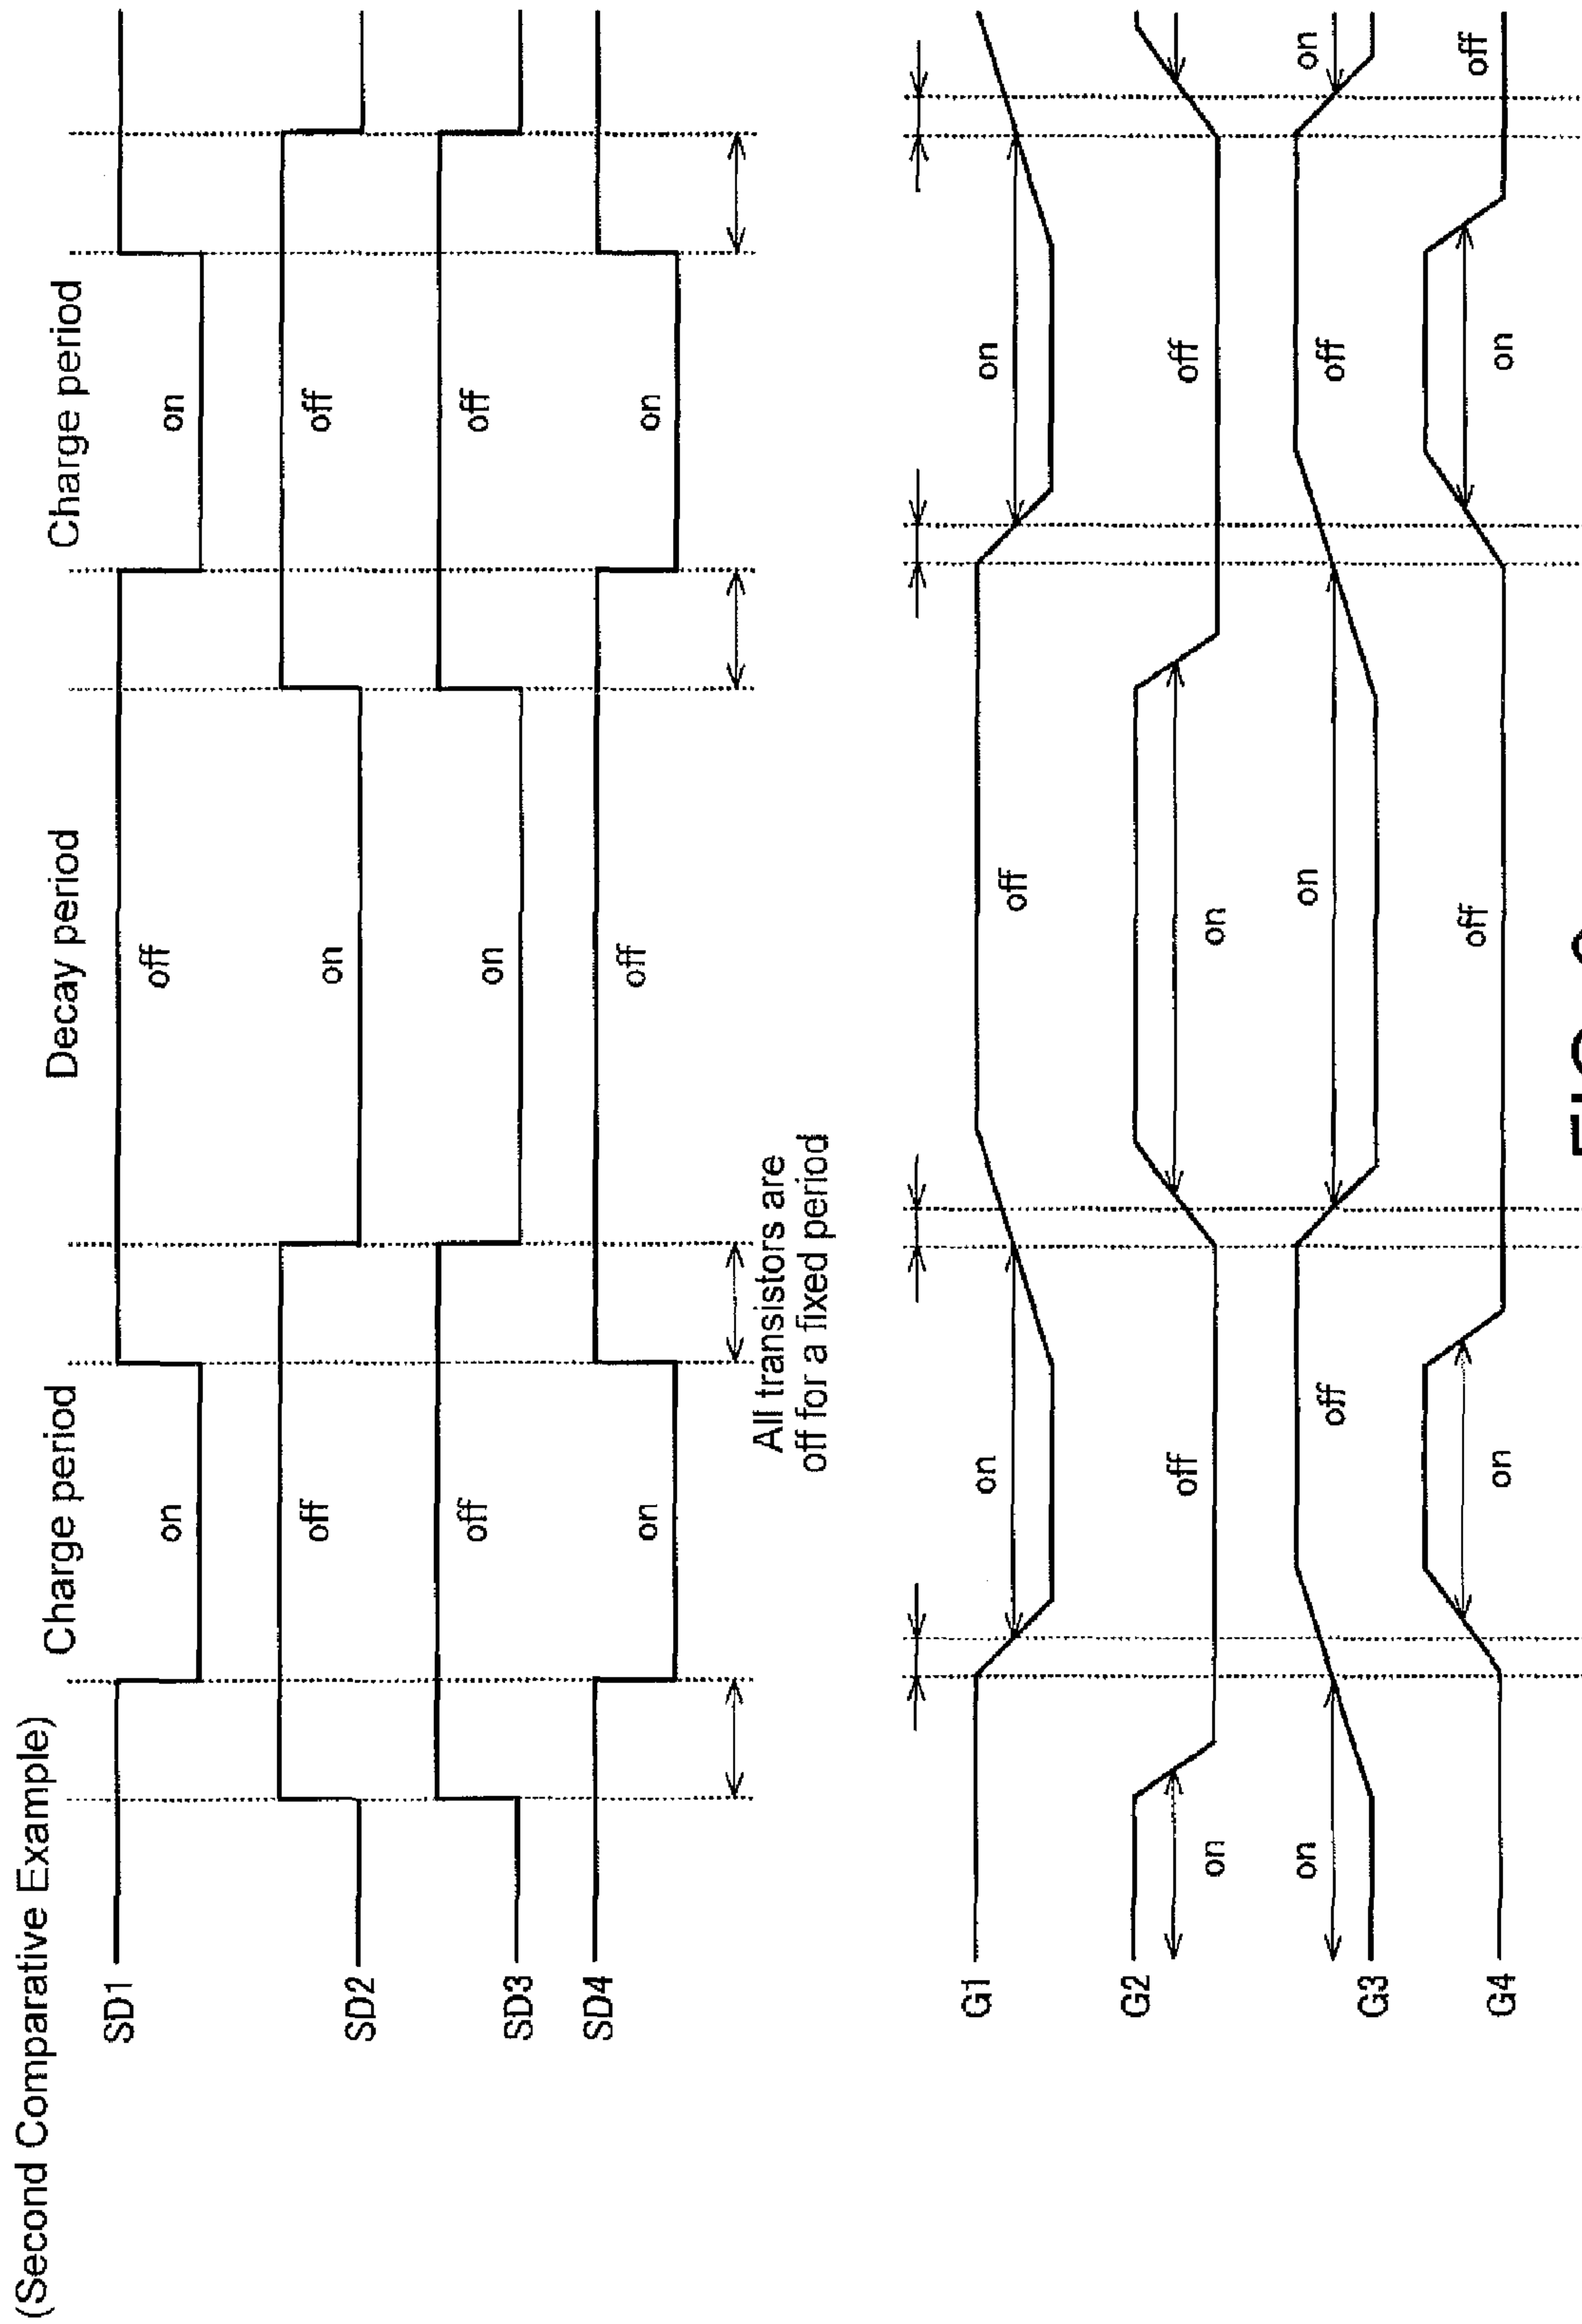 (Second Comparative Example)
Charge period
Decay period
Charge period
SD1
on
off
on
SD2
off
on
off
SD3
off
on
off
SD4
on
off
on
All transistors are
off for a fixed period
G1
on
off
on
G2
on
off
on
off
G3
on
off
on
off
on
G4
on
off
on
off